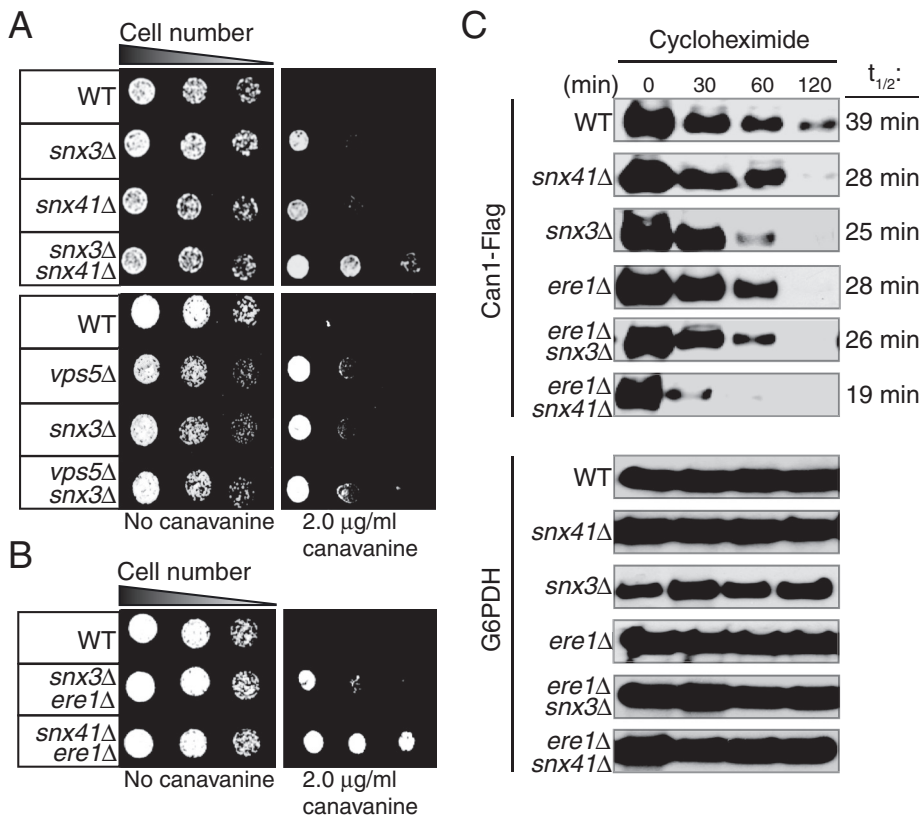 A
Cell number
WT
snx3Δ
snx41Δ
snx3Δ
snx41Δ
WT
vps5Δ
snx3Δ
vps5Δ
snx3Δ
No canavanine
2.0 μg/ml
canavanine
B
Cell number
WT
snx3Δ
ere1Δ
snx41Δ
ere1Δ
No canavanine
2.0 μg/ml
canavanine
C
Cycloheximide
(min) 0 30 60 120 t1/2:
Can1-Flag
WT 39 min
snx41Δ 28 min
snx3Δ 25 min
ere1Δ 28 min
ere1Δ
snx3Δ 26 min
ere1Δ
snx41Δ 19 min
G6PDH
WT
snx41Δ
snx3Δ
ere1Δ
ere1Δ
snx3Δ
ere1Δ
snx41Δ